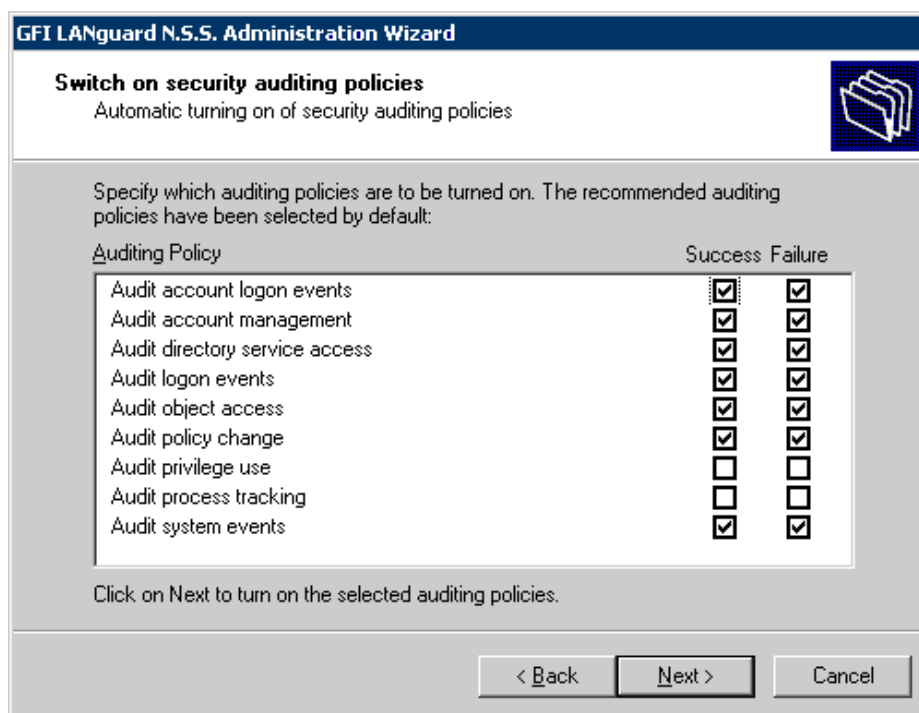 GFI LANguard N.S.S. Administration Wizard
Switch on security auditing policies
Automatic turning on of security auditing policies
Specify which auditing policies are to be turned on. The recommended auditing
policies have been selected by default:
Auditing Policy Success Failure
Audit account logon events
Audit account management
Audit directory service access
Audit logon events
Audit object access
Audit policy change
Audit privilege use
Audit process tracking
Audit system events
Click on Next to turn on the selected auditing policies.
< Back Next > Cancel